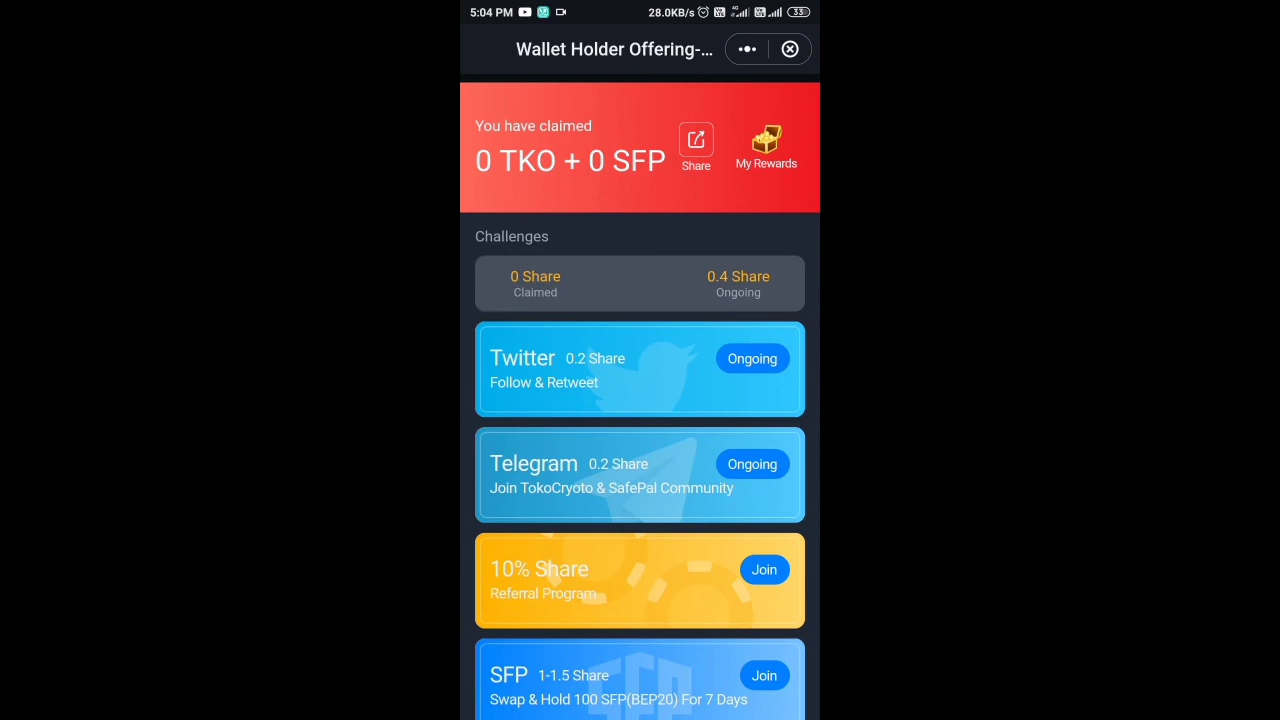 5:04 PM 28.0KB/s 4G 33
Wallet Holder Offering-...
You have claimed
0 TKO + 0 SFP
Share
My Rewards
Challenges
0 Share 0.4 Share
Claimed Ongoing
Twitter 0.2 Share Ongoing
Follow & Retweet
Telegram 0.2 Share Ongoing
Join TokoCryoto & SafePal Community
10% Share Join
Referral Program
SFP 1-1.5 Share Join
Swap & Hold 100 SFP(BEP20) For 7 Days